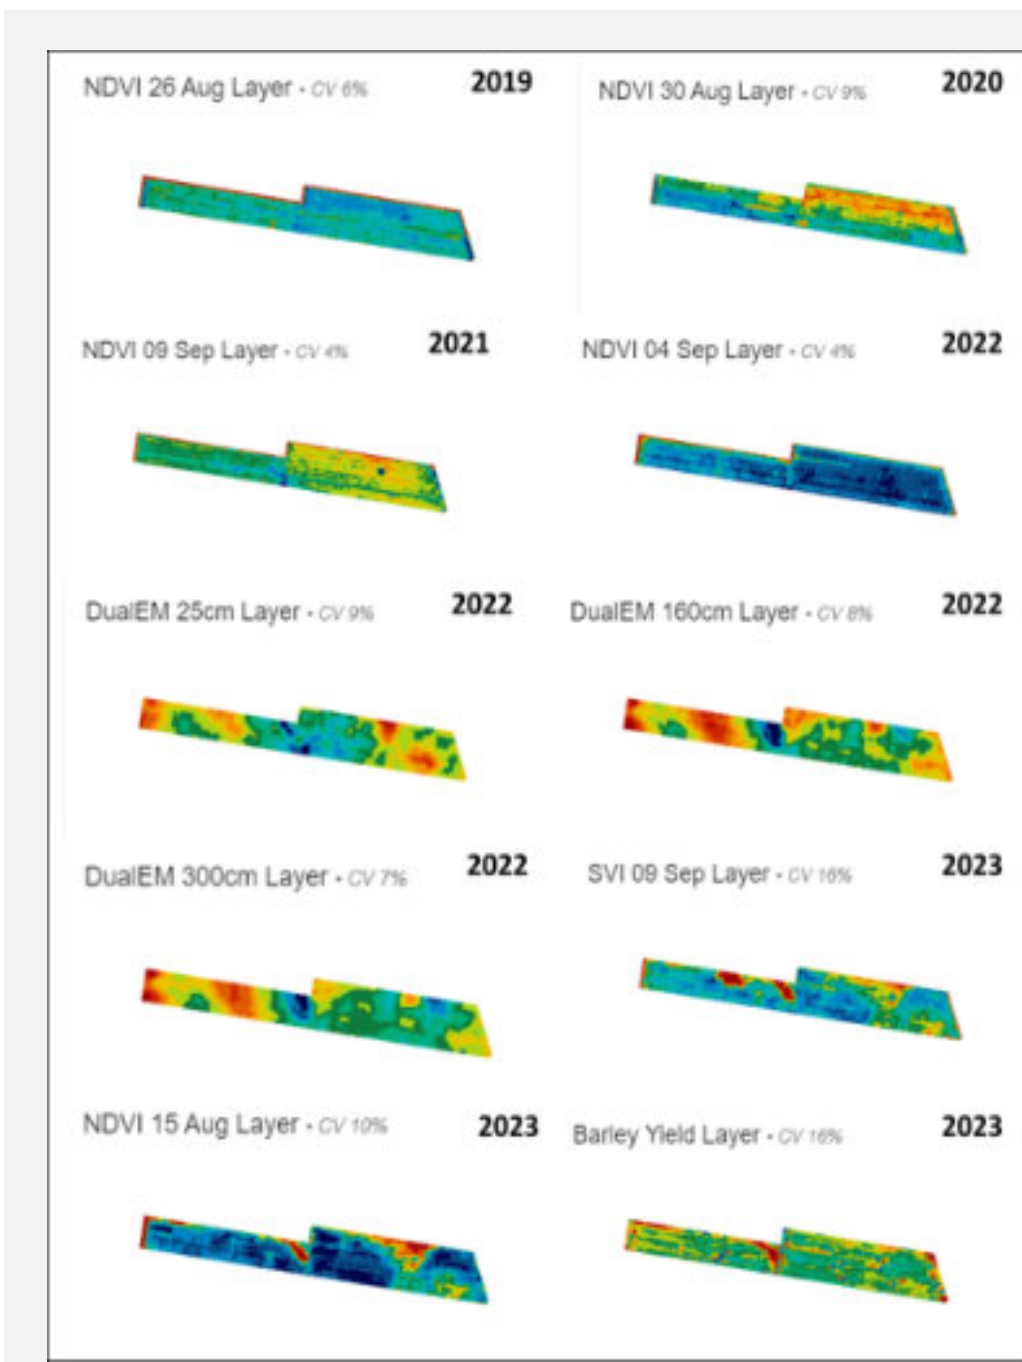 NDVI 26 Aug Layer • CV 6% 2019
NDVI 30 Aug Layer • CV 9% 2020
NDVI 09 Sep Layer • CV 4% 2021
NDVI 04 Sep Layer • CV 4% 2022
DualEM 25cm Layer • CV 9% 2022
DualEM 160cm Layer • CV 8% 2022
DualEM 300cm Layer • CV 7% 2022
SVI 09 Sep Layer • CV 16% 2023
NDVI 15 Aug Layer • CV 10% 2023
Barley Yield Layer • CV 16% 2023